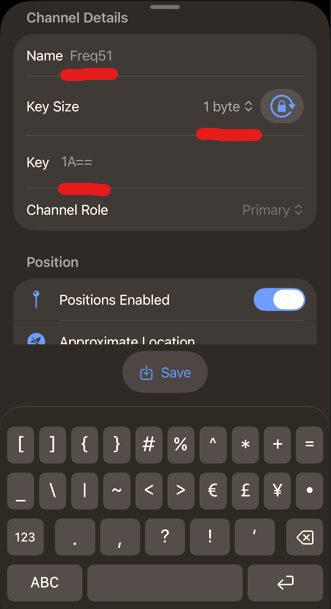 Channel Details
Name Freq51
Key Size 1 byte
Key 1A==
Channel Role Primary
Position
Positions Enabled
Approximate Location
Save
[ ] { } # % ^ * + =
_ \ | ~ < > € £ ¥ •
123 . , ? ! ′
ABC